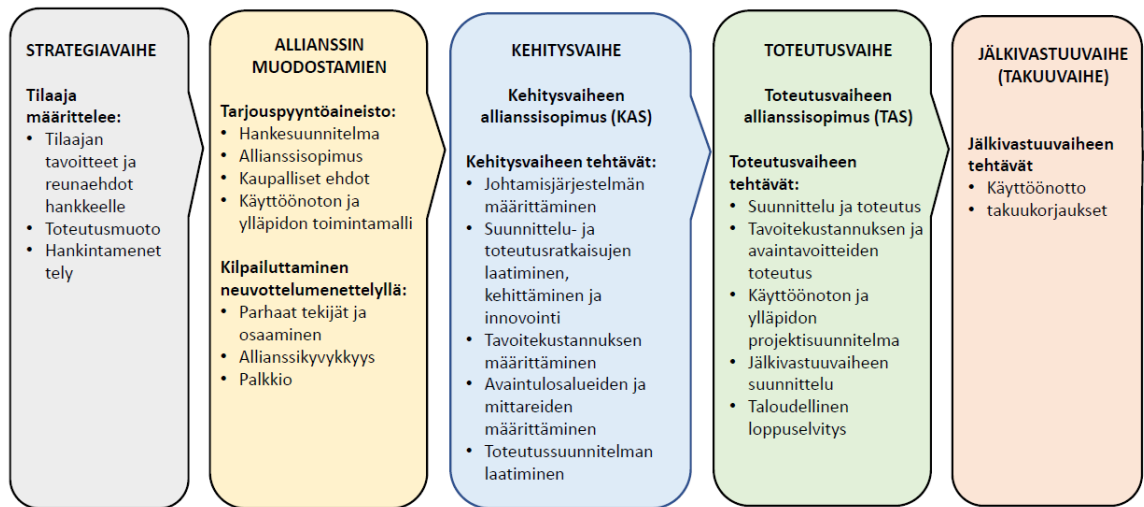 STRATEGIAVAIHE
Tilaaja
määrittelee:
• Tilaajan
tavoitteet ja
reunaehdot
hankkeelle
• Toteutusmuoto
• Hankintamenet
tely
ALLIANSSIN
MUODOSTAMIEN
Tarjouspyyntöaineisto:
• Hankesuunnitelma
• Allianssisopimus
• Kaupalliset ehdot
• Käyttöönoton ja
ylläpidon toimintamalli
Kilpailuttaminen
neuvottelumenettelyllä:
• Parhaat tekijät ja
osaaminen
• Allianssikyvykkyys
• Palkkio
KEHITYSVAIHE
Kehitysvaiheen
allianssisopimus (KAS)
Kehitysvaiheen tehtävät:
• Johtamisjärjestelmän
määrittäminen
• Suunnittelu- ja
toteutusratkaisujen
laatiminen,
kehittäminen ja
innovointi
• Tavoitekustannuksen
määrittäminen
• Avaintulosalueiden ja
mittareiden
määrittäminen
• Toteutussuunnitelman
laatiminen
TOTEUTUSVAIHE
Toteutusvaiheen
allianssisopimus (TAS)
Toteutusvaiheen
tehtävät:
• Suunnittelu ja toteutus
• Tavoitekustannuksen ja
avaintavoitteiden
toteutus
• Käyttöönoton ja
ylläpidon
projektisuunnitelma
• Jälkivastuuvaiheen
suunnittelu
• Taloudellinen
loppuselvitys
JÄLKIVASTUUVAIHE
(TAKUUVAIHE)
Jälkivastuuvaiheen
tehtävät
• Käyttöönotto
• takuukorjaukset